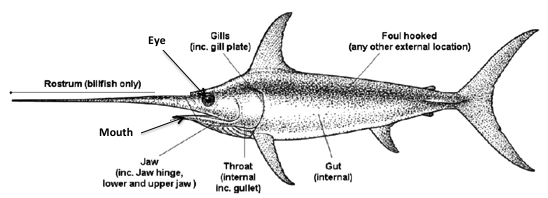 Gills
(inc. gill plate)
Foul hooked
(any other external location)
Eye
Rostrum (billfish only)
Mouth
Jaw
(inc. Jaw hinge,
lower and upper jaw)
Throat
(internal
inc. gullet)
Gut
(internal)